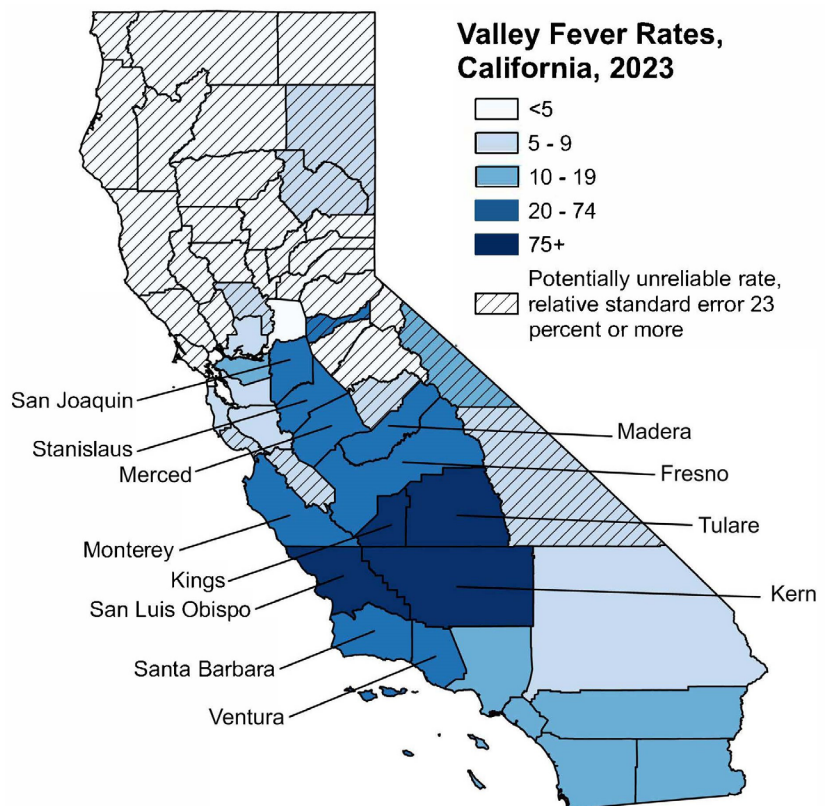 Valley Fever Rates,
California, 2023
<5
5 - 9
10 - 19
20 - 74
75+
Potentially unreliable rate,
relative standard error 23
percent or more
San Joaquin
Stanislaus
Merced
Madera
Fresno
Tulare
Monterey
Kings
San Luis Obispo
Kern
Santa Barbara
Ventura